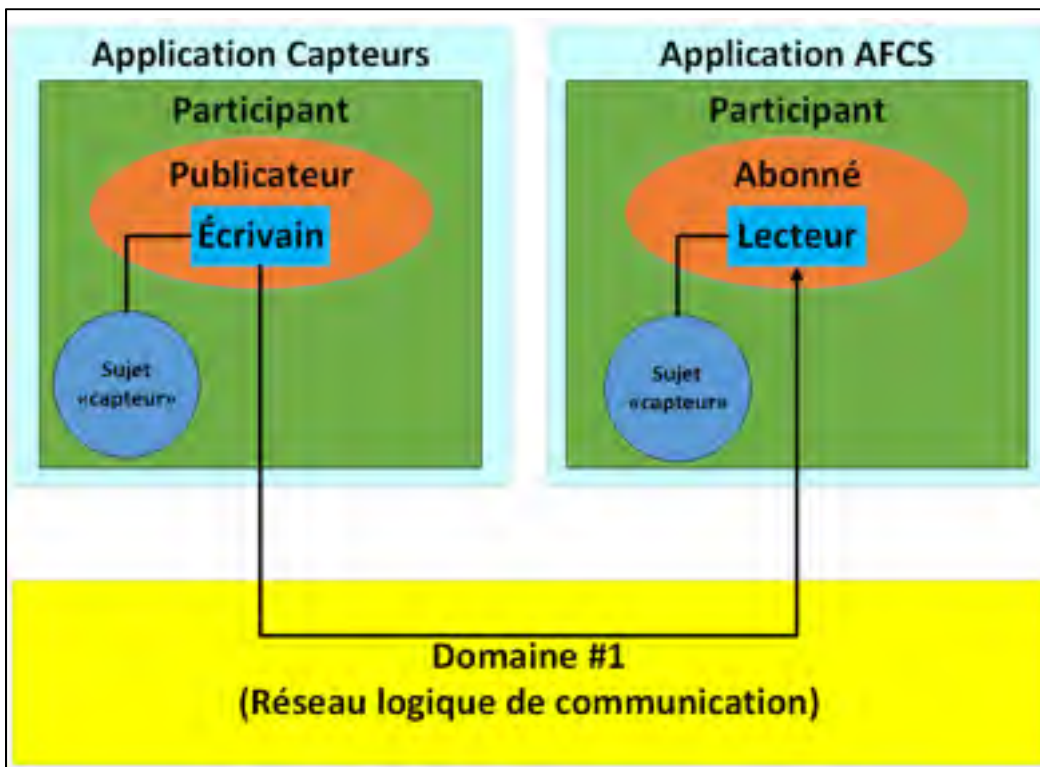 Application Capteurs
Participant
Publicateur
Écrivain
Sujet
«capteur»
Application AFCS
Participant
Abonné
Lecteur
Sujet
«capteur»
Domaine #1
(Réseau logique de communication)